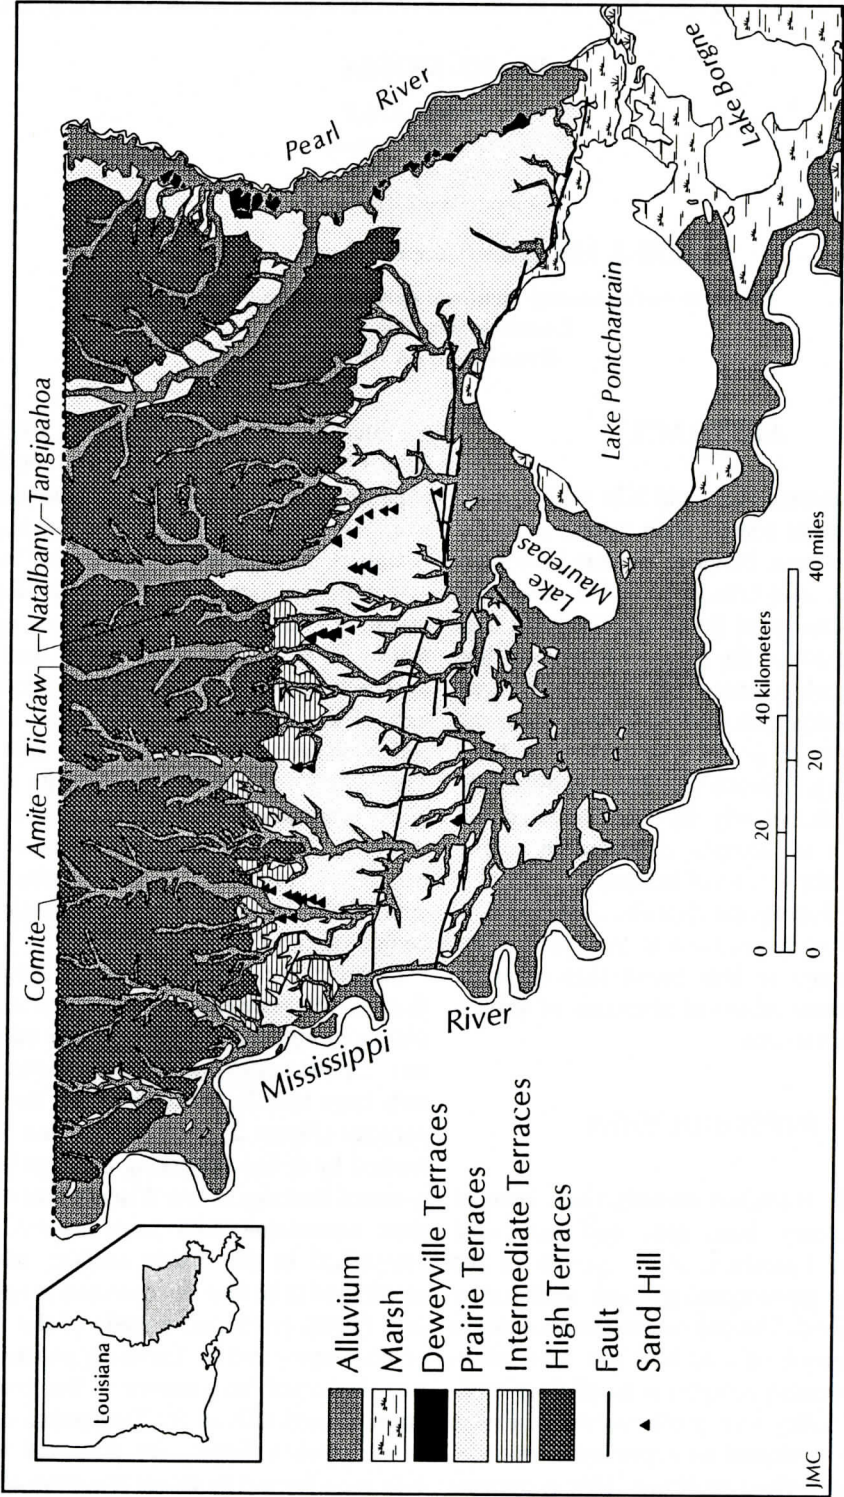 Comite
Amite
Tickfaw
Natalbany
Tangipahoa
Pearl
River
Lake Borgne
Lake Pontchartrain
Lake
Maurepas
Mississippi
River
Louisiana
Alluvium
Marsh
Deweyville Terraces
Prairie Terraces
Intermediate Terraces
High Terraces
Fault
Sand Hill
0 20 40 kilometers
0 20 40 miles
JMC